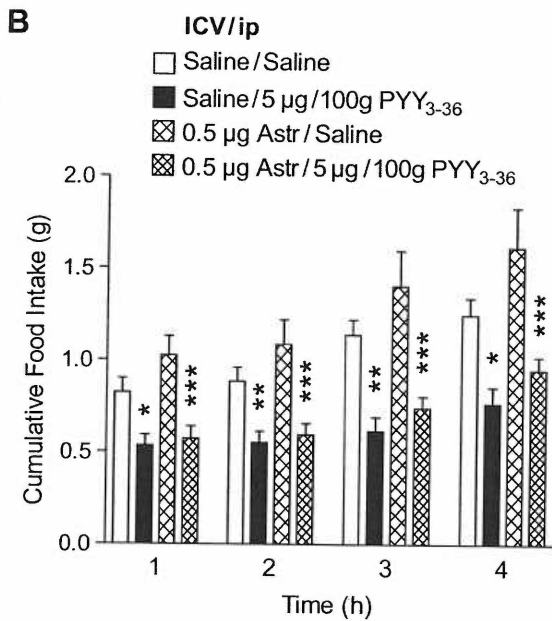 B
ICV/ip
Saline/Saline
Saline/5 µg/100g PYY3-36
0.5 µg Astr/Saline
0.5 µg Astr/5 µg/100g PYY3-36
Cumulative Food Intake (g)
2.0
1.5
1.0
0.5
0.0
* *** ** *** ** *** * ***
1 2 3 4
Time (h)